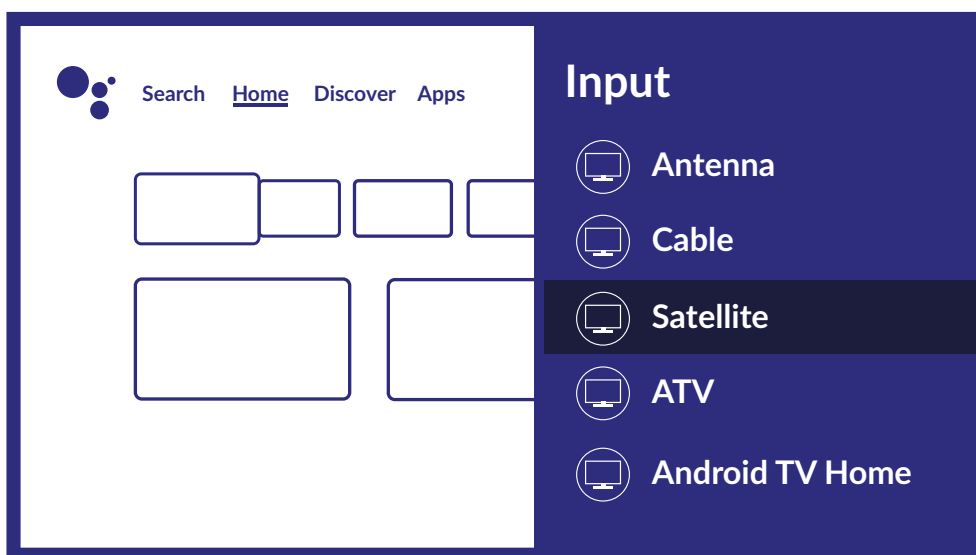 Search Home Discover Apps
Input
Antenna
Cable
Satellite
ATV
Android TV Home